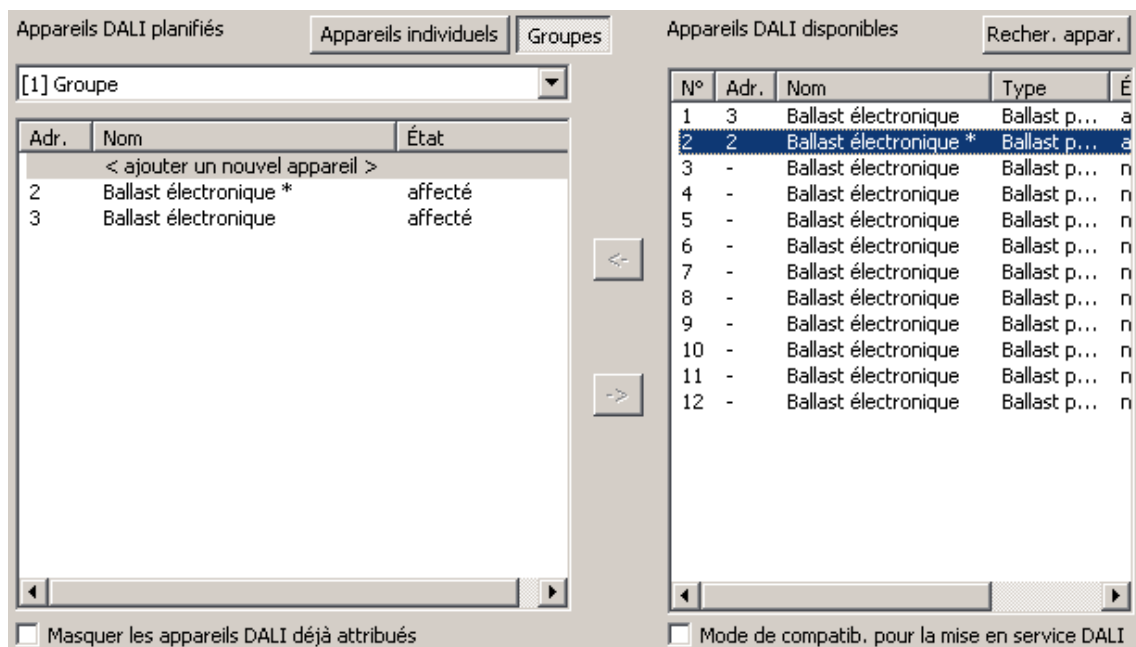 Appareils DALI planifiés
Appareils individuels
Groupes
[1] Groupe
Adr. Nom État
< ajouter un nouvel appareil >
2 Ballast électronique * affecté
3 Ballast électronique affecté
<-
->
Masquer les appareils DALI déjà attribués
Appareils DALI disponibles
Recher. appar.
N° Adr. Nom Type É
1 3 Ballast électronique Ballast p... a
2 2 Ballast électronique * Ballast p... a
3 - Ballast électronique Ballast p... n
4 - Ballast électronique Ballast p... n
5 - Ballast électronique Ballast p... n
6 - Ballast électronique Ballast p... n
7 - Ballast électronique Ballast p... n
8 - Ballast électronique Ballast p... n
9 - Ballast électronique Ballast p... n
10 - Ballast électronique Ballast p... n
11 - Ballast électronique Ballast p... n
12 - Ballast électronique Ballast p... n
Mode de compatib. pour la mise en service DALI